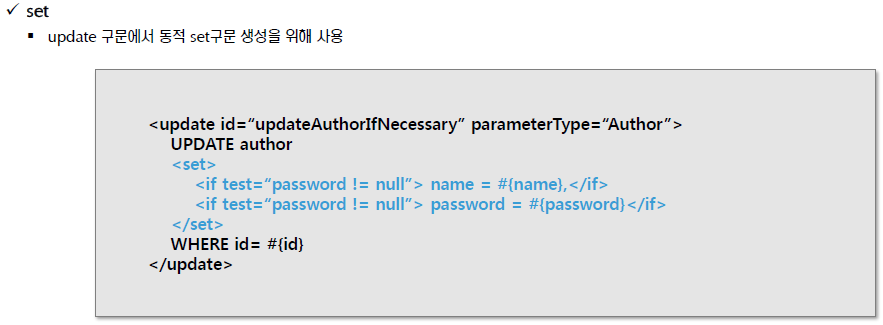 ✓ set
▪ update 구문에서 동적 set구문 생성을 위해 사용
<update id=“updateAuthorIfNecessary” parameterType=“Author”>
UPDATE author
<set>
<if test=“password != null”> name = #{name},</if>
<if test=“password != null”> password = #{password}</if>
</set>
WHERE id= #{id}
</update>